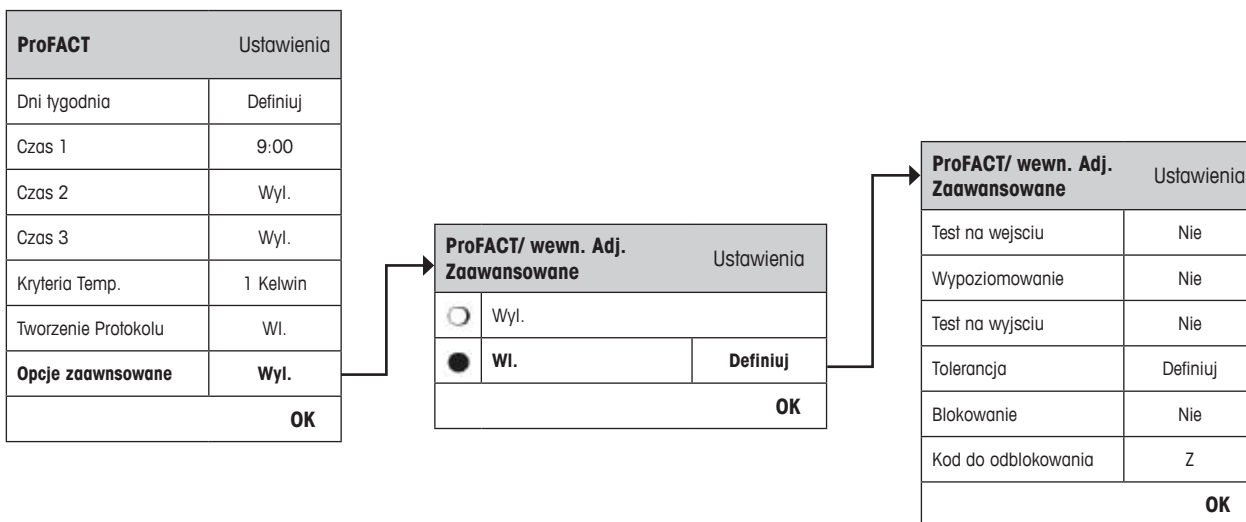 ProFACT Ustawienia
Dni tygodnia Definiuj
Czas 1 9:00
Czas 2 Wyl.
Czas 3 Wyl.
Kryteria Temp. 1 Kelwin
Tworzenie Protokolu Wl.
Opcje zaawnsowane Wyl.
OK
ProFACT/ wewn. Adj.
Zaawansowane Ustawienia
Wyl.
Wl. Definiuj
OK
ProFACT/ wewn. Adj.
Zaawansowane Ustawienia
Test na wejsciu Nie
Wypoziomowanie Nie
Test na wyjsciu Nie
Tolerancja Definiuj
Blokowanie Nie
Kod do odblokowania Z
OK